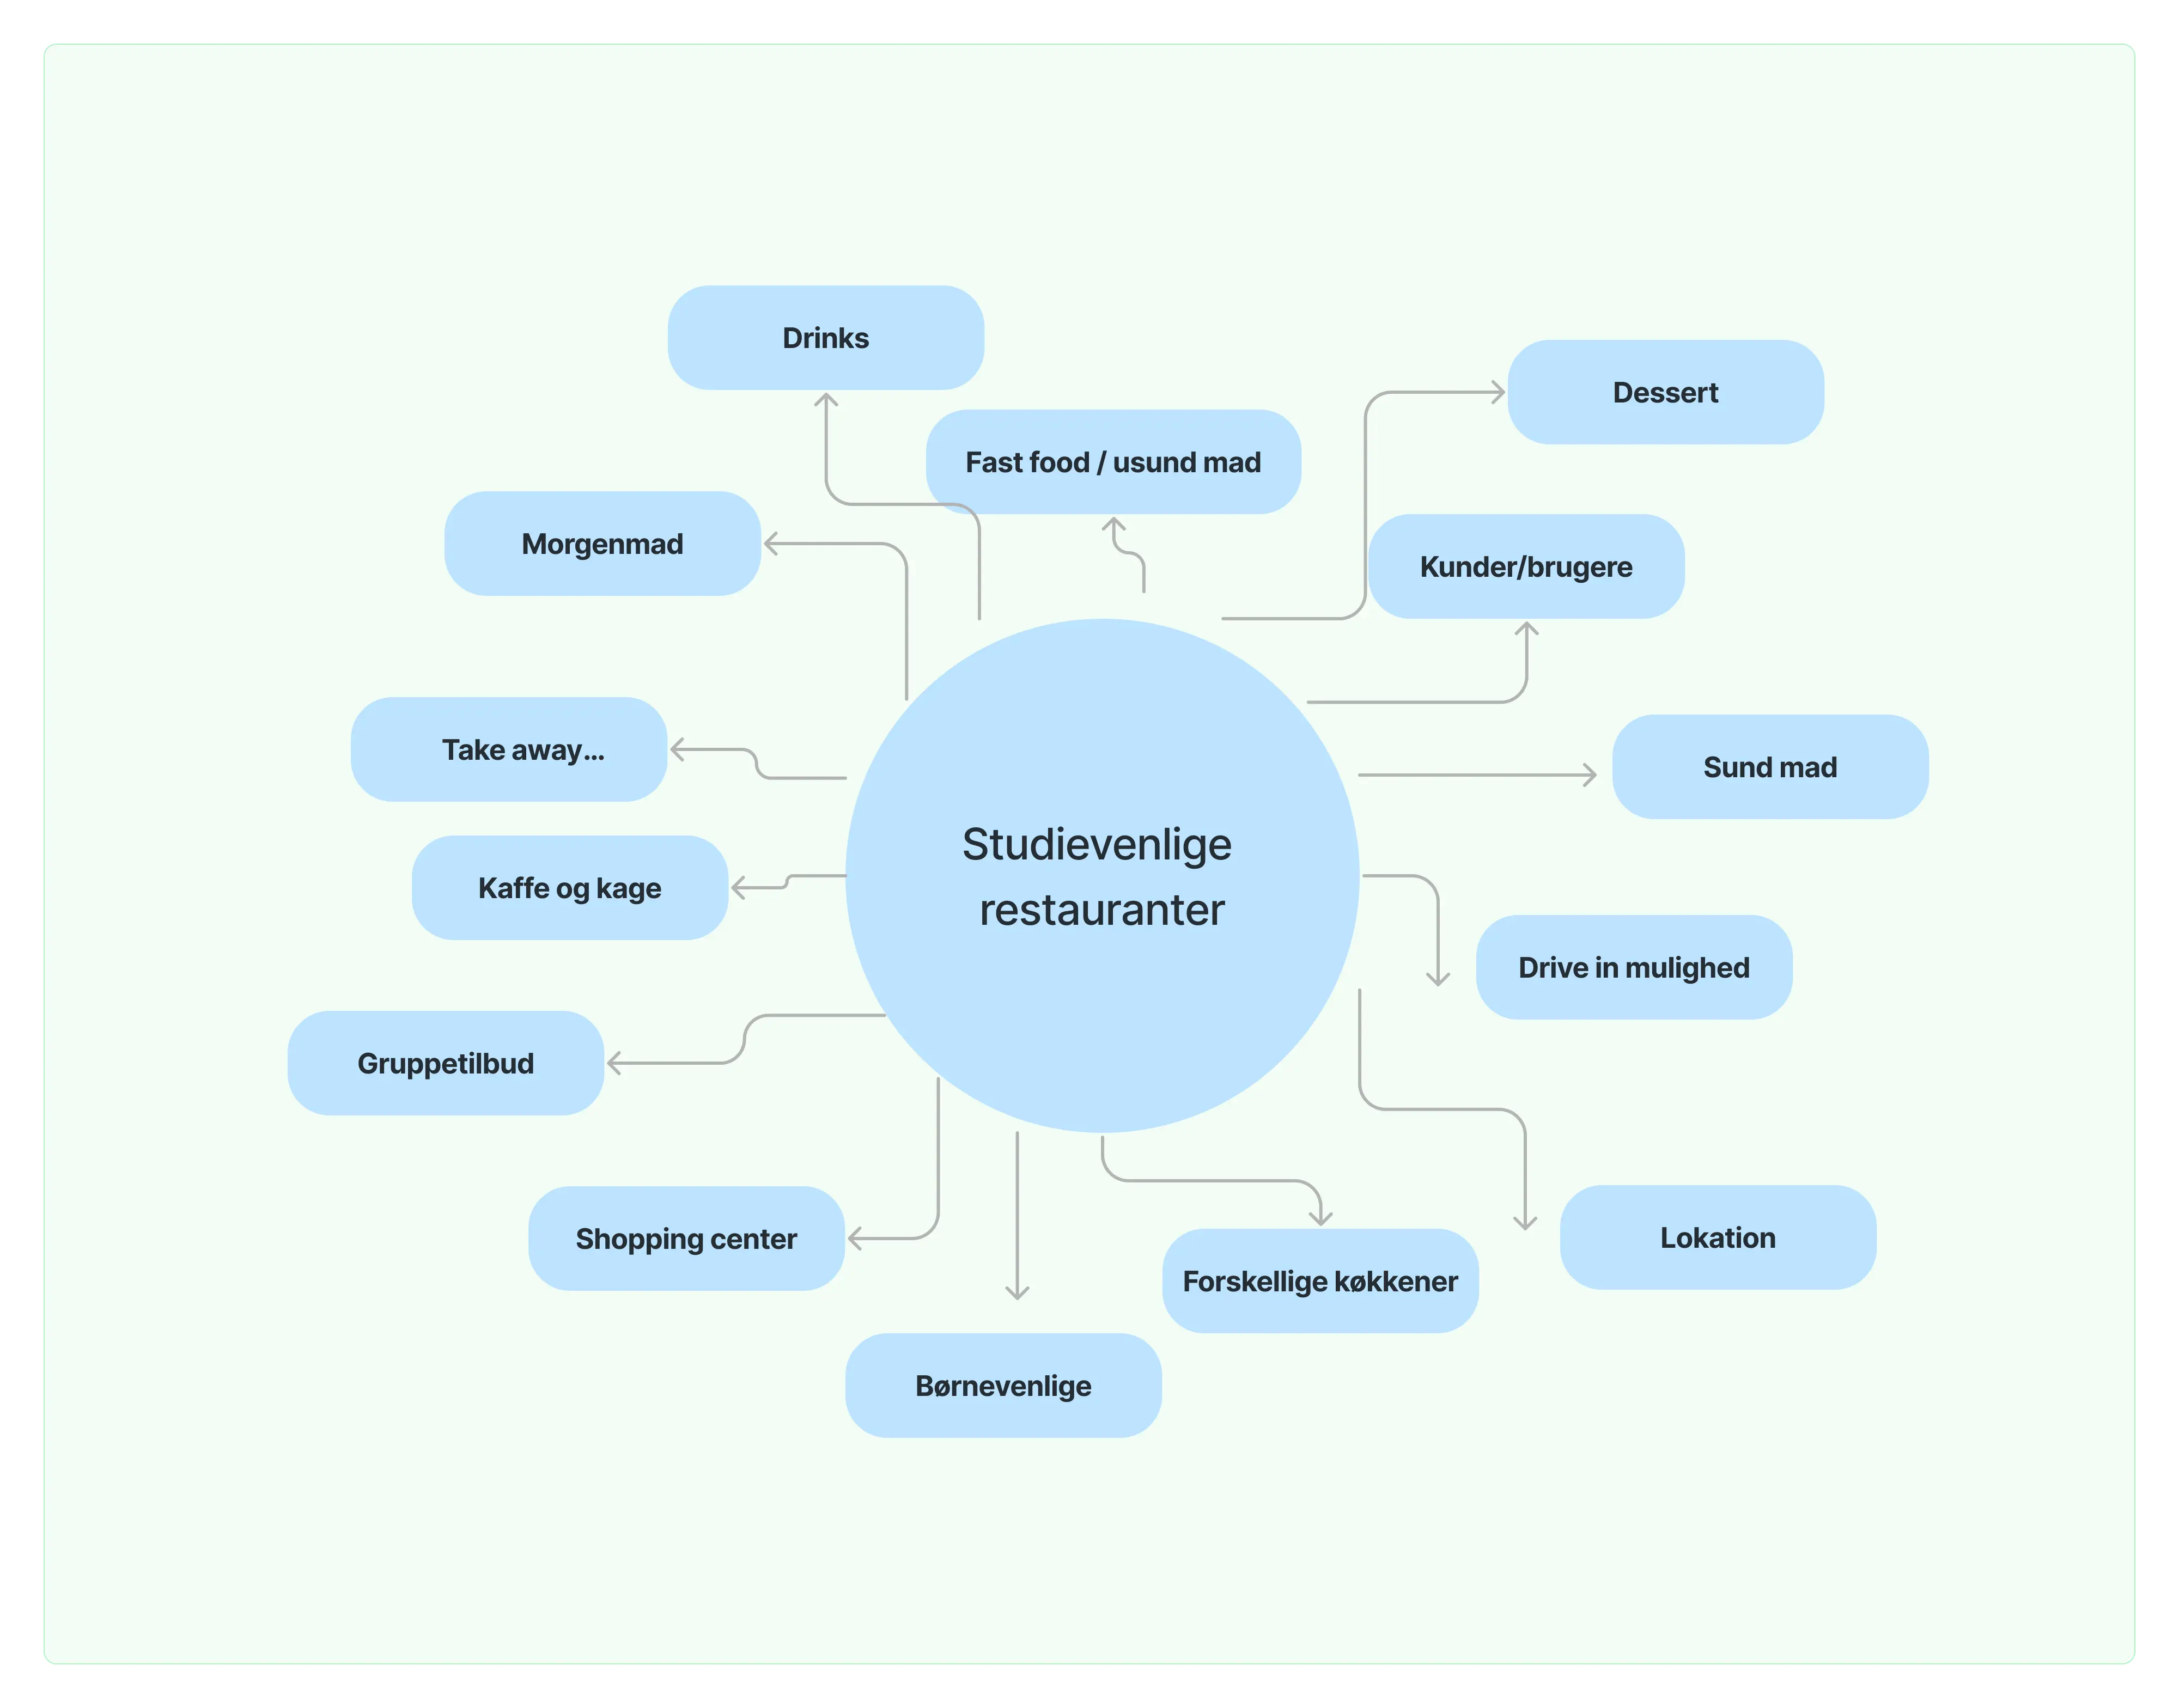 Drinks
Dessert
Fast food / usund mad
Morgenmad
Kunder/brugere
Take away...
Sund mad
Studievenlige
restauranter
Kaffe og kage
Drive in mulighed
Gruppetilbud
Shopping center
Lokation
Forskellige køkkener
Børnevenlige